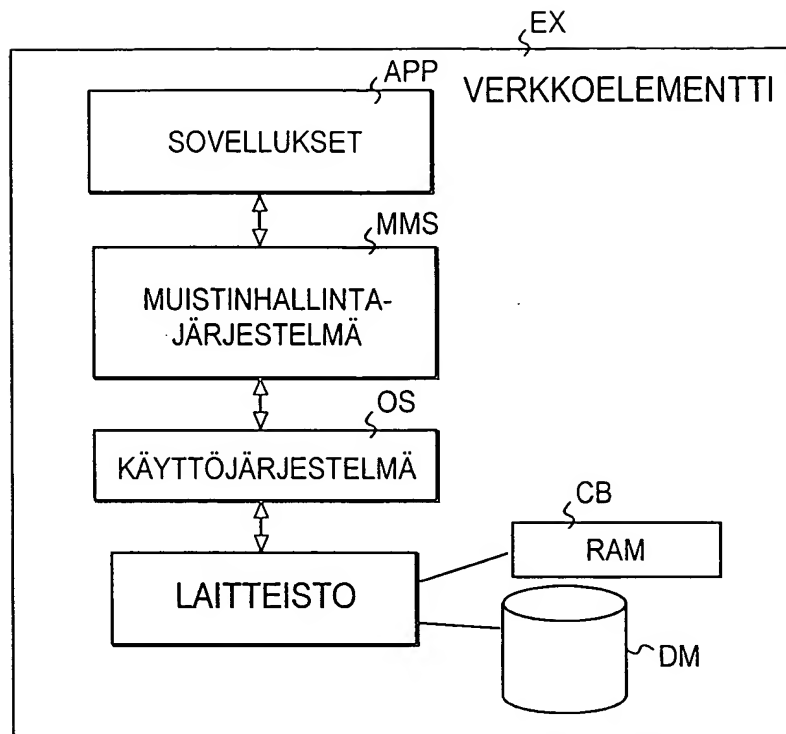 EX
VERKKOELEMENTTI
APP
SOVELLUKSET
MMS
MUISTINHALLINTA-
JÄRJESTELMÄ
OS
KÄYTTÖJÄRJESTELMÄ
CB
RAM
LAITTEISTO
DM